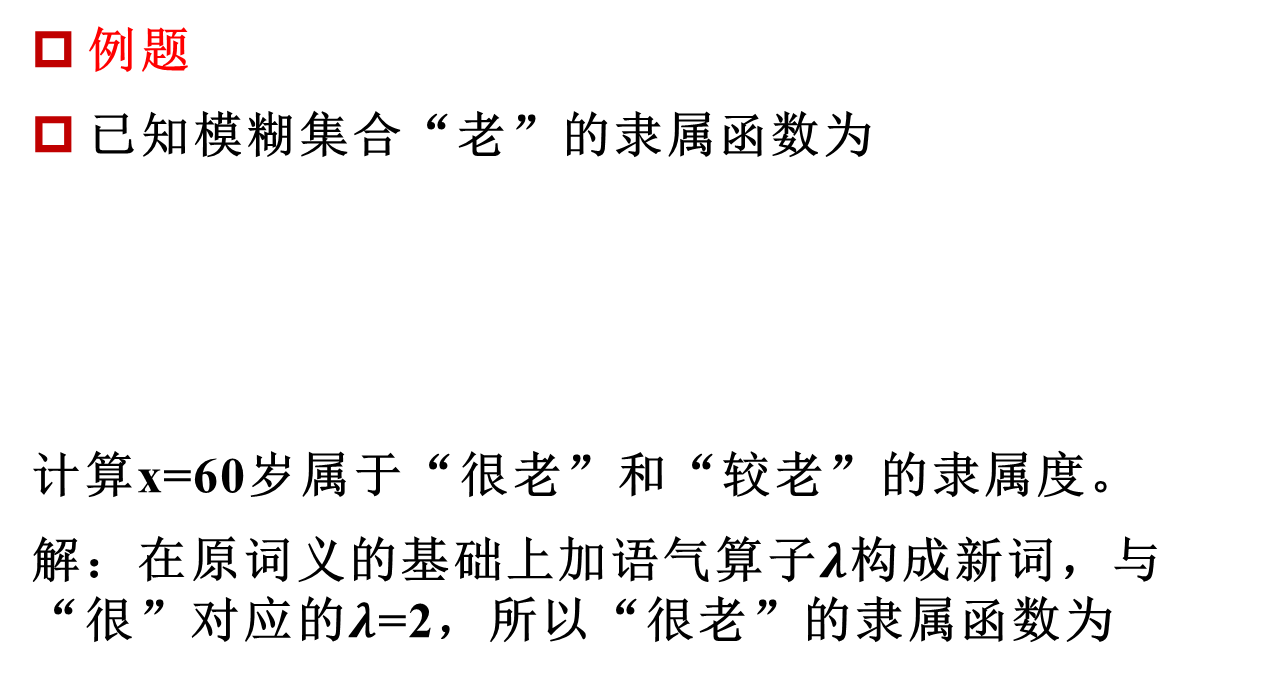 例题
已知模糊集合“老”的隶属函数为
计算x=60岁属于“很老”和“较老”的隶属度。
解：在原词义的基础上加语气算子λ构成新词，与
“很”对应的λ=2，所以“很老”的隶属函数为